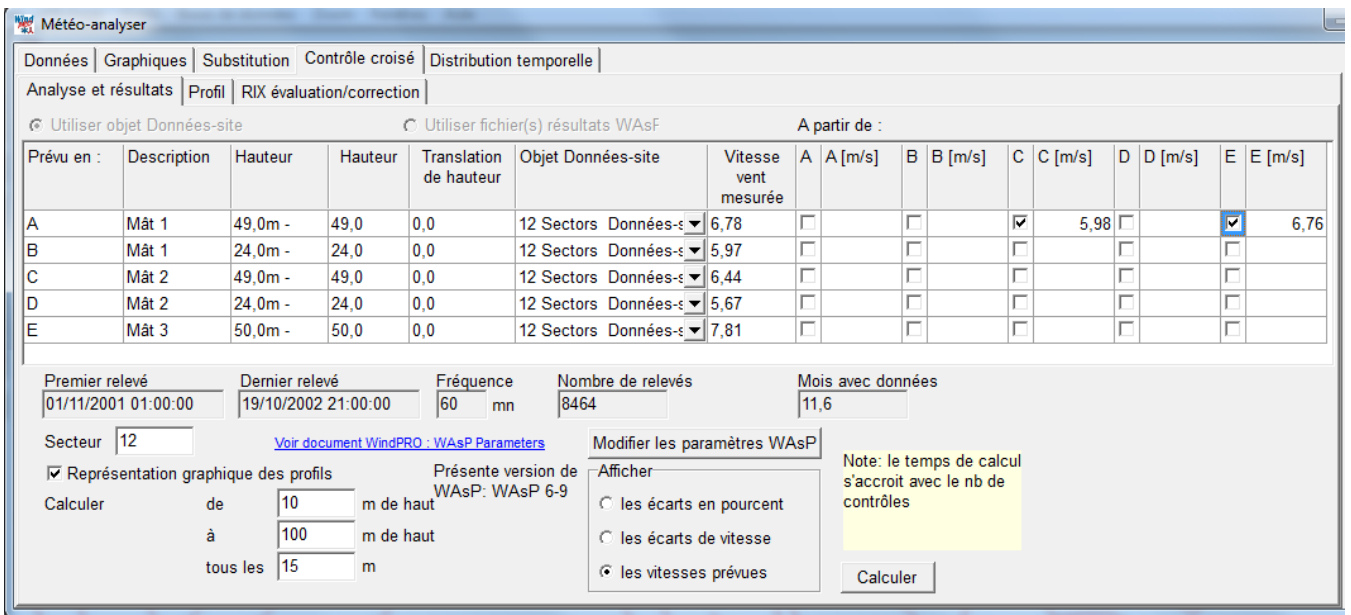 Météo-analyser
Données Graphiques Substitution Contrôle croisé Distribution temporelle
Analyse et résultats Profil RIX évaluation/correction
Utiliser objet Données-site Utiliser fichier(s) résultats WAsF A partir de :
Prévu en : Description Hauteur Hauteur Translation de hauteur Objet Données-site Vitesse vent mesurée A A [m/s] B B [m/s] C C [m/s] D D [m/s] E E [m/s]
A Mât 1 49,0m - 49,0 0,0 12 Sectors Données-s 6,78 5,98 6,76
B Mât 1 24,0m - 24,0 0,0 12 Sectors Données-s 5,97
C Mât 2 49,0m - 49,0 0,0 12 Sectors Données-s 6,44
D Mât 2 24,0m - 24,0 0,0 12 Sectors Données-s 5,67
E Mât 3 50,0m - 50,0 0,0 12 Sectors Données-s 7,81
Premier relevé Dernier relevé Fréquence Nombre de relevés Mois avec données
01/11/2001 01:00:00 19/10/2002 21:00:00 60 mn 8464 11,6
Secteur 12 Voir document WindPRO : WAsP Parameters Modifier les paramètres WAsP
Représentation graphique des profils Présente version de WAsP: WAsP 6-9
Calculer de 10 m de haut
à 100 m de haut
tous les 15 m
Afficher
les écarts en pourcent
les écarts de vitesse
les vitesses prévues
Note: le temps de calcul
s'accroit avec le nb de
contrôles
Calculer